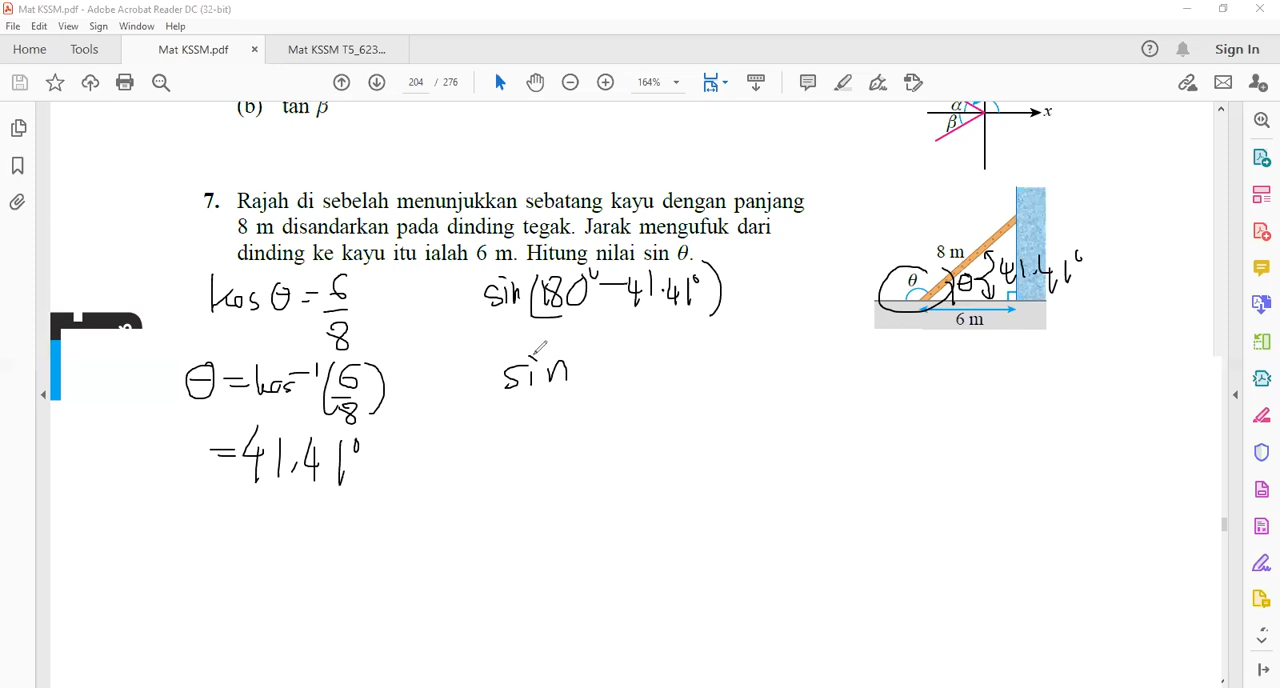 Mat KSSM.pdf - Adobe Acrobat Reader DC (32-bit)
File Edit View Sign Window Help
Home Tools Mat KSSM.pdf × Mat KSSM T5_623...
Sign In
204 / 276 164%
(b) tan β
α
β
x
7. Rajah di sebelah menunjukkan sebatang kayu dengan panjang
8 m disandarkan pada dinding tegak. Jarak mengufuk dari
dinding ke kayu itu ialah 6 m. Hitung nilai sin θ.
8 m
θ
θ
41.41°
6 m
kos θ = 6/8
θ = kos⁻¹(6/8)
= 41.41°
sin(180° - 41.41°)
sin